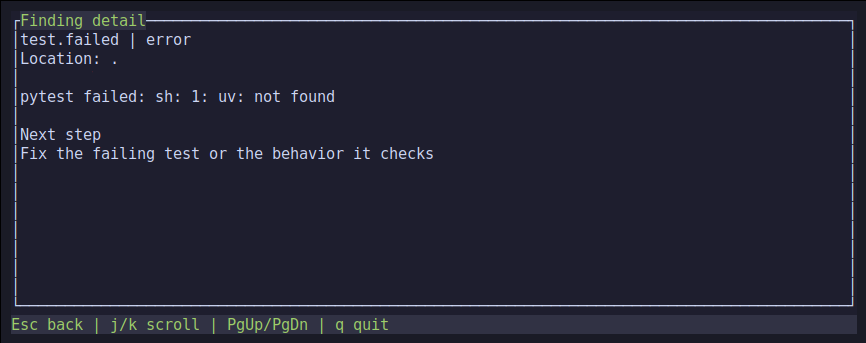 Finding detail
test.failed | error
Location: .
pytest failed: sh: 1: uv: not found
Next step
Fix the failing test or the behavior it checks
Esc back | j/k scroll | PgUp/PgDn | q quit